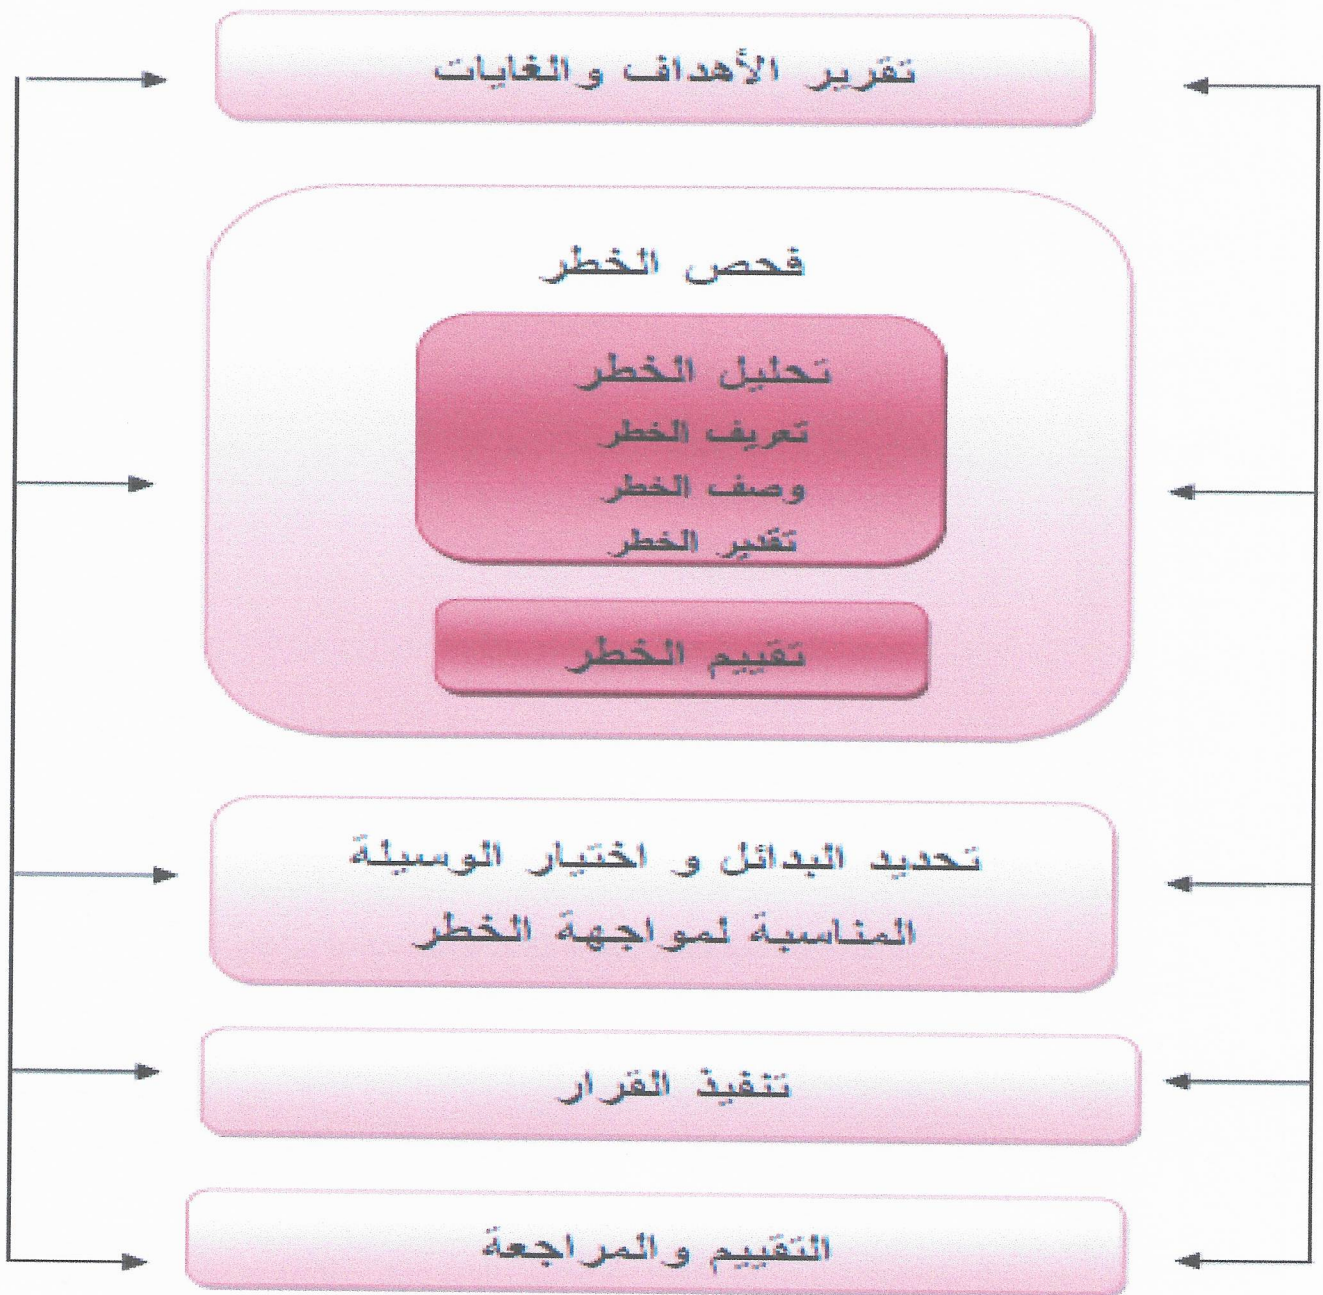 تقرير الأهداف والغايات
فحص الخطر
تحليل الخطر
تعريف الخطر
وصف الخطر
تقدير الخطر
تقييم الخطر
تحديد البدائل و اختيار الوسيلة
المناسبة لمواجهة الخطر
تنفيذ القرار
التقييم والمراجعة